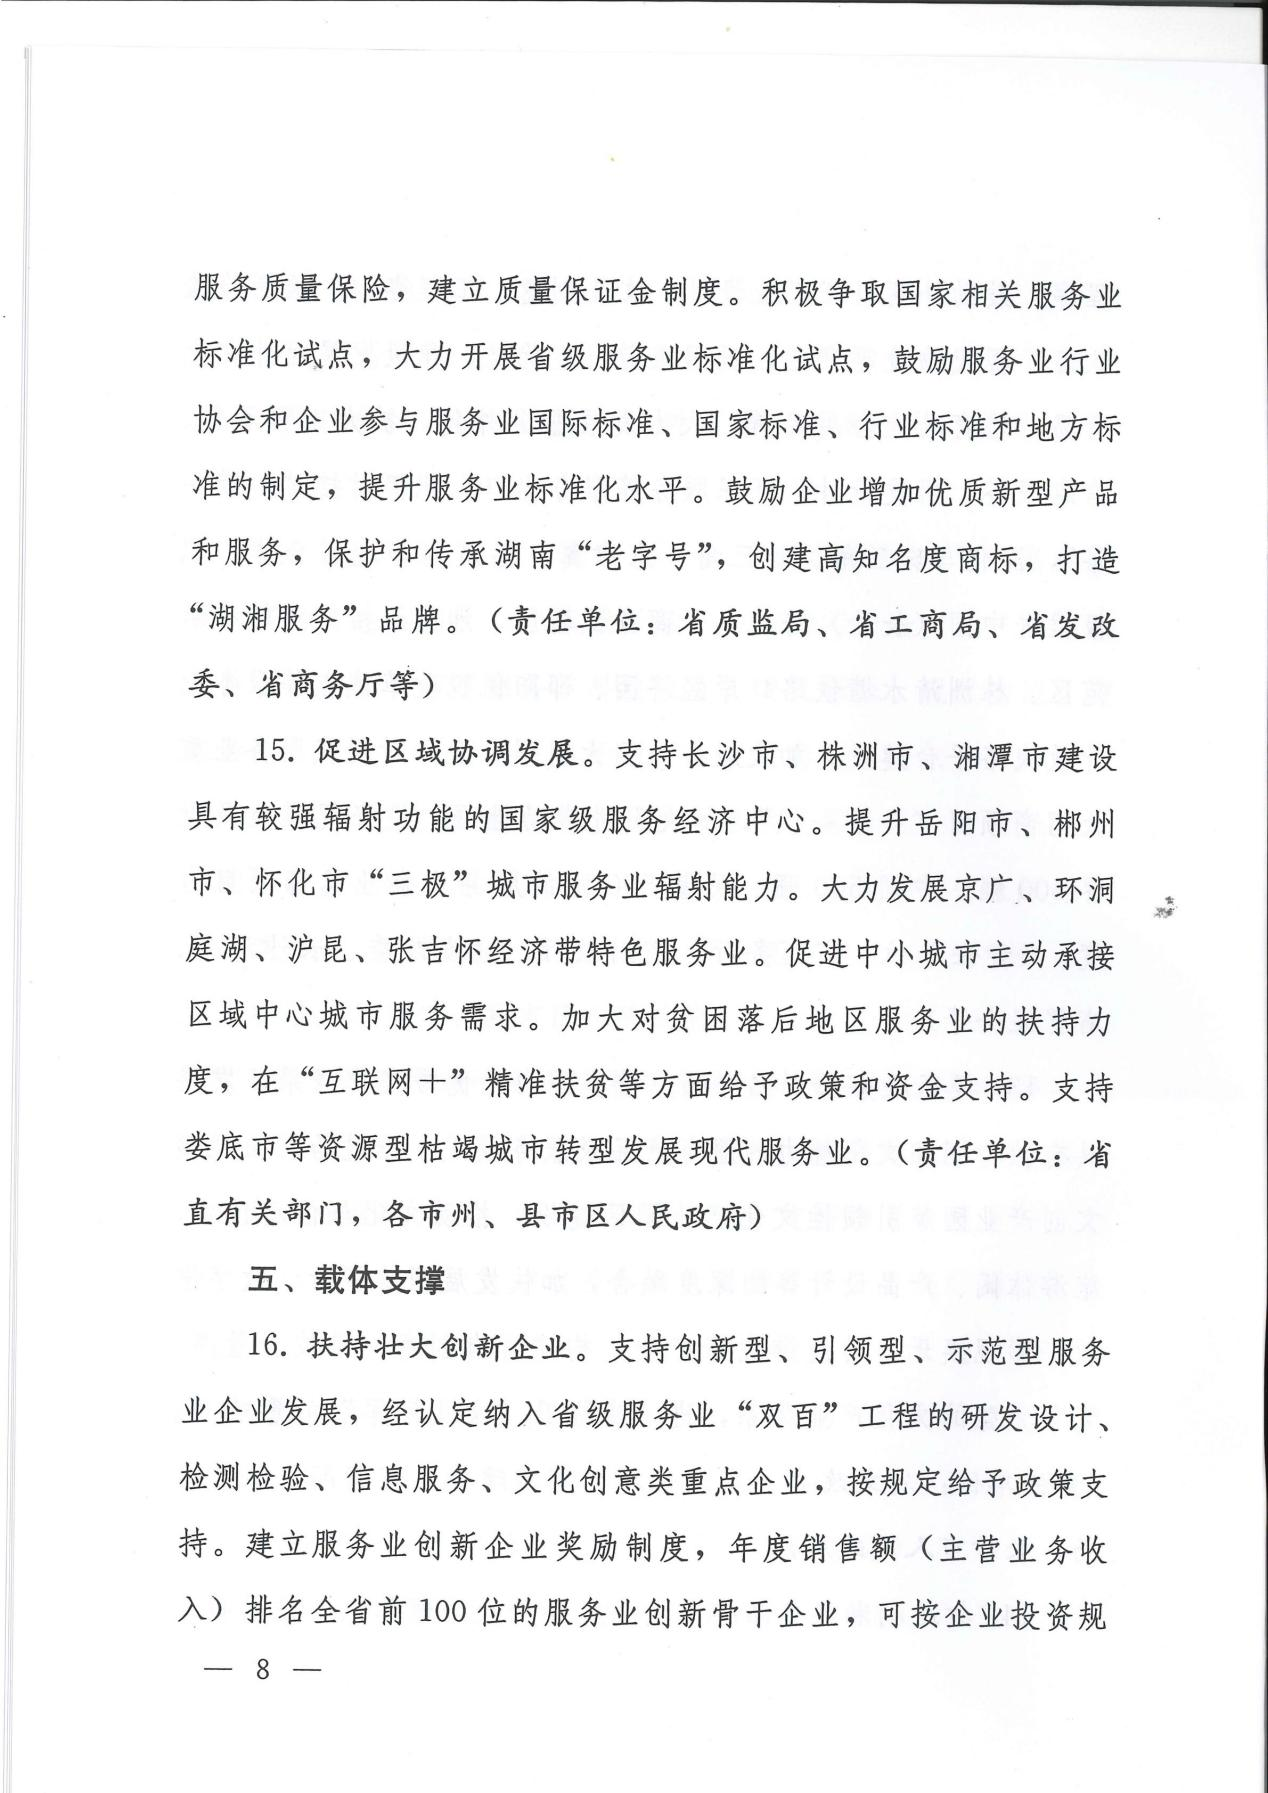 服务质量保险，建立质量保证金制度。积极争取国家相关服务业
标准化试点，大力开展省级服务业标准化试点，鼓励服务业行业
协会和企业参与服务业国际标准、国家标准、行业标准和地方标
准的制定，提升服务业标准化水平。鼓励企业增加优质新型产品
和服务，保护和传承湖南“老字号”，创建高知名度商标，打造
“湖湘服务”品牌。（责任单位：省质监局、省工商局、省发改
委、省商务厅等）
15. 促进区域协调发展。支持长沙市、株洲市、湘潭市建设
具有较强辐射功能的国家级服务经济中心。提升岳阳市、郴州
市、怀化市“三极”城市服务业辐射能力。大力发展京广、环洞
庭湖、沪昆、张吉怀经济带特色服务业。促进中小城市主动承接
区域中心城市服务需求。加大对贫困落后地区服务业的扶持力
度，在“互联网＋”精准扶贫等方面给予政策和资金支持。支持
娄底市等资源型枯竭城市转型发展现代服务业。（责任单位：省
直有关部门，各市州、县市区人民政府）
五、载体支撑
16. 扶持壮大创新企业。支持创新型、引领型、示范型服务
业企业发展，经认定纳入省级服务业“双百”工程的研发设计、
检测检验、信息服务、文化创意类重点企业，按规定给予政策支
持。建立服务业创新企业奖励制度，年度销售额（主营业务收
入）排名全省前 100 位的服务业创新骨干企业，可按企业投资规
— 8 —